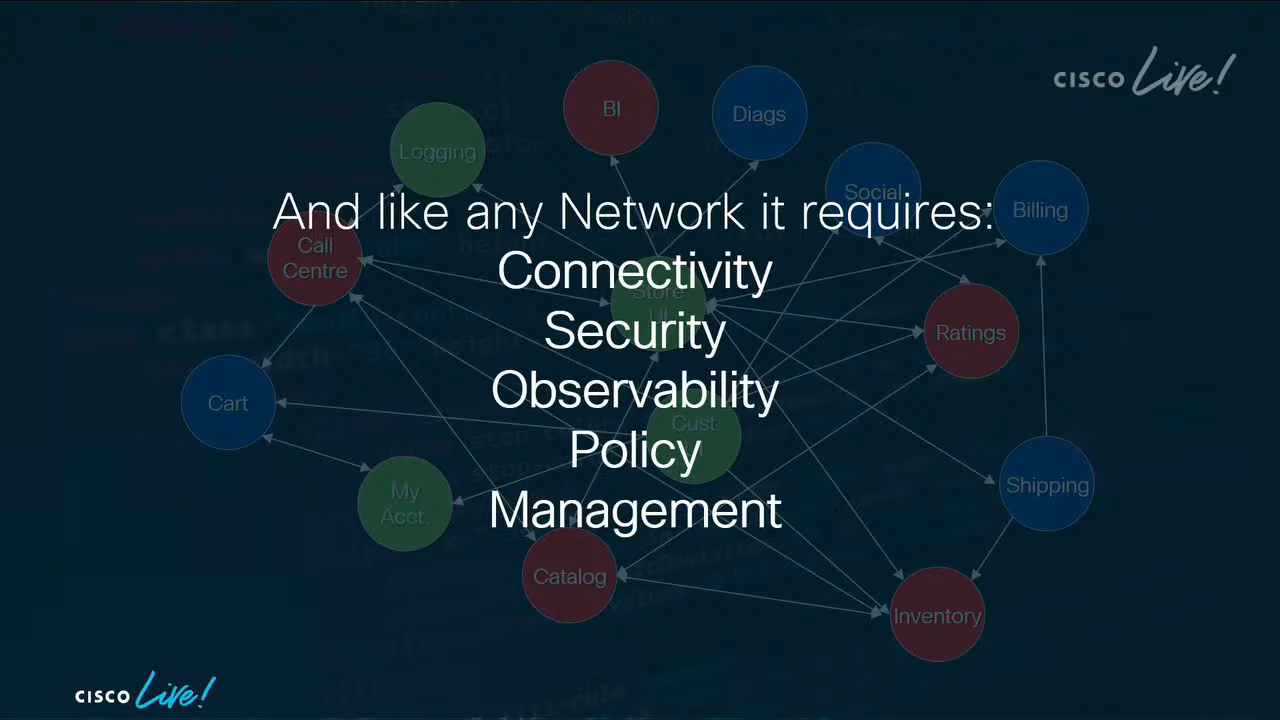 CISCO Live!
BI
Diags
Logging
Social
Billing
And like any Network it requires:
Call
Centre
Connectivity
Store
UI
Security
Ratings
Observability
Cart
Cust
Policy
My
Acct.
Shipping
Management
Catalog
Inventory
CISCO Live!